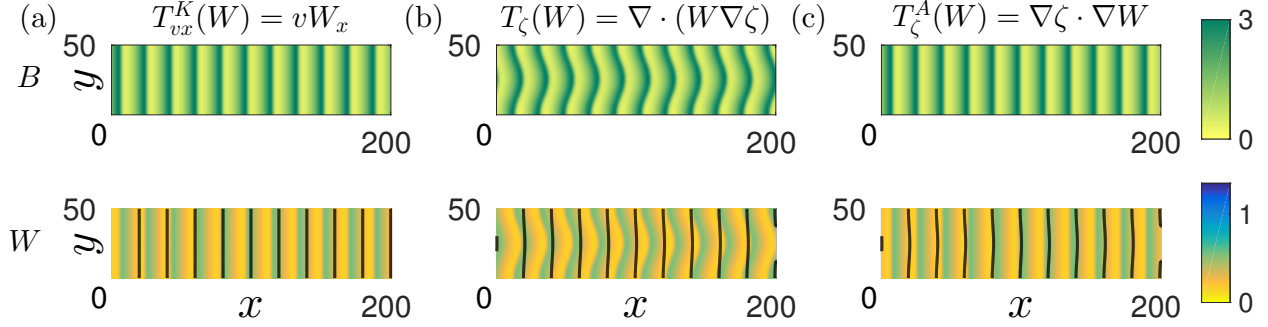 (a) $T^K_{vx}(W) = vW_x$ (b) $T_\zeta(W) = \nabla \cdot (W\nabla\zeta)$ (c) $T^A_\zeta(W) = \nabla\zeta \cdot \nabla W$
50 50 50 3
B y
0 200 0 200 0 200 0
50 50 50 1
W y
0 x 200 0 x 200 0 x 200 0